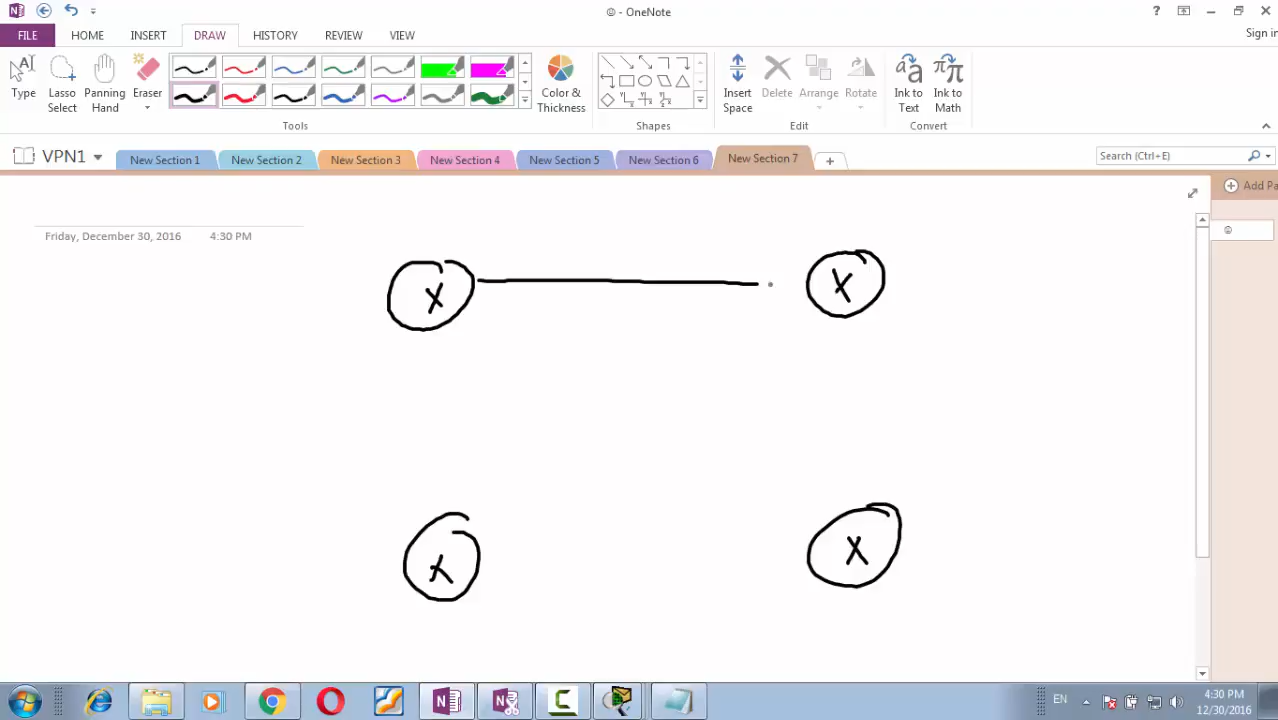 ☺ - OneNote
?
FILE HOME INSERT DRAW HISTORY REVIEW VIEW
Sign in
Type
Lasso Select
Panning Hand
Eraser
Color & Thickness
Insert Space
Delete
Arrange
Rotate
Ink to Text
Ink to Math
Tools
Shapes
Edit
Convert
VPN1
New Section 1
New Section 2
New Section 3
New Section 4
New Section 5
New Section 6
New Section 7
Search (Ctrl+E)
Add Pa
☺
Friday, December 30, 2016 4:30 PM
X X
X X
EN
4:30 PM
12/30/2016